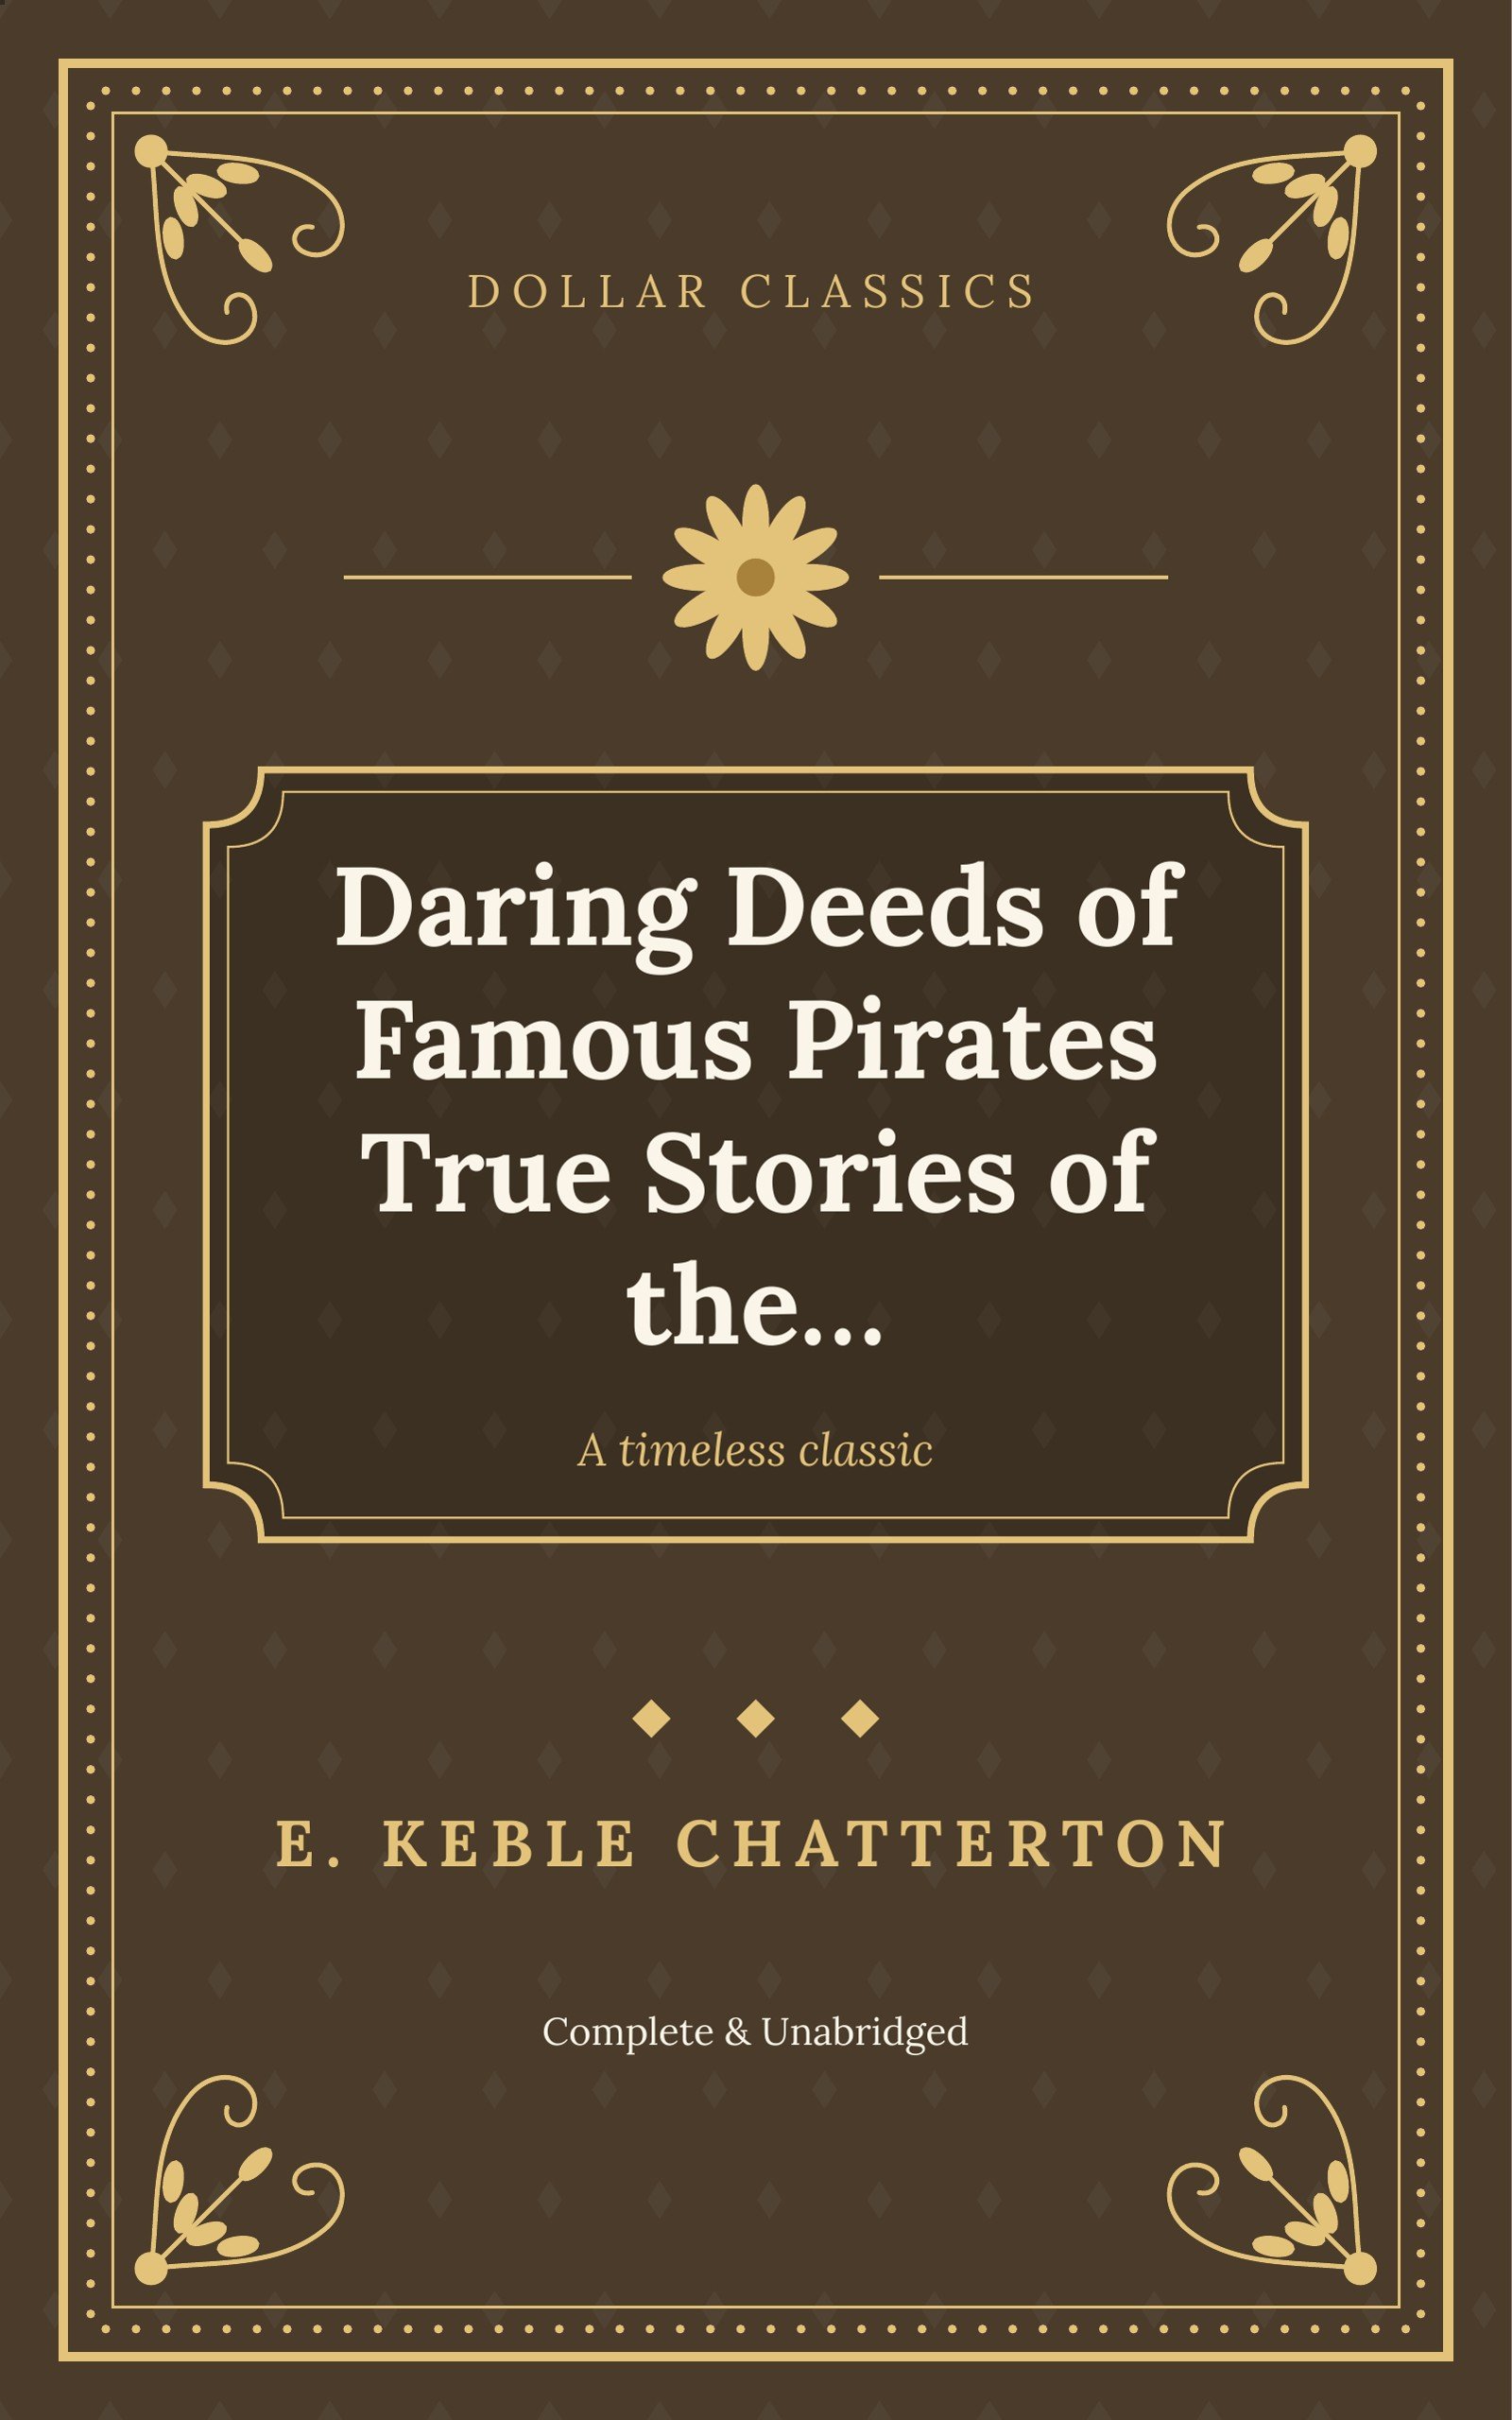 DOLLAR CLASSICS
Daring Deeds of
Famous Pirates
True Stories of
the...
A timeless classic
E. KEBLE CHATTERTON
Complete & Unabridged